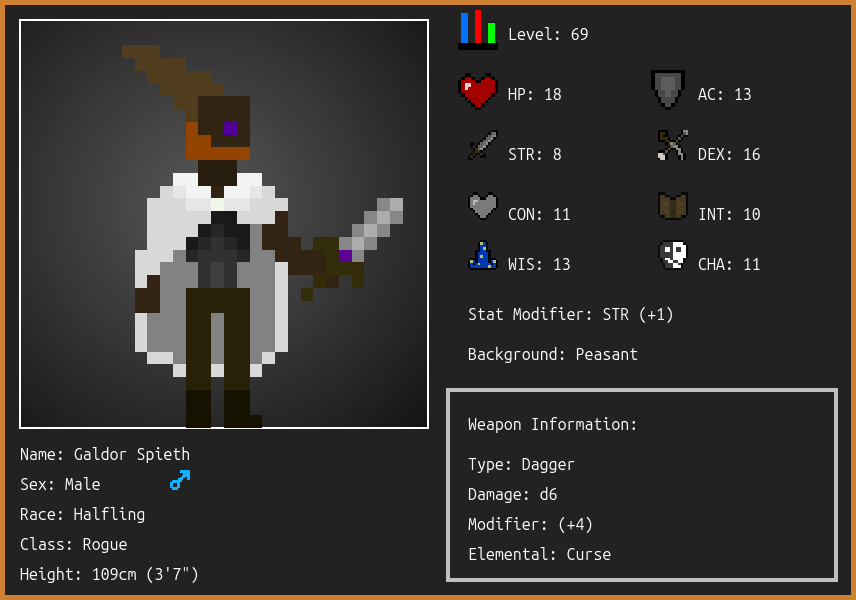 Level: 69
HP: 18
AC: 13
STR: 8
DEX: 16
CON: 11
INT: 10
WIS: 13
CHA: 11
Stat Modifier: STR (+1)
Background: Peasant
Weapon Information:
Type: Dagger
Damage: d6
Modifier: (+4)
Elemental: Curse
Name: Galdor Spieth
Sex: Male
Race: Halfling
Class: Rogue
Height: 109cm (3'7")